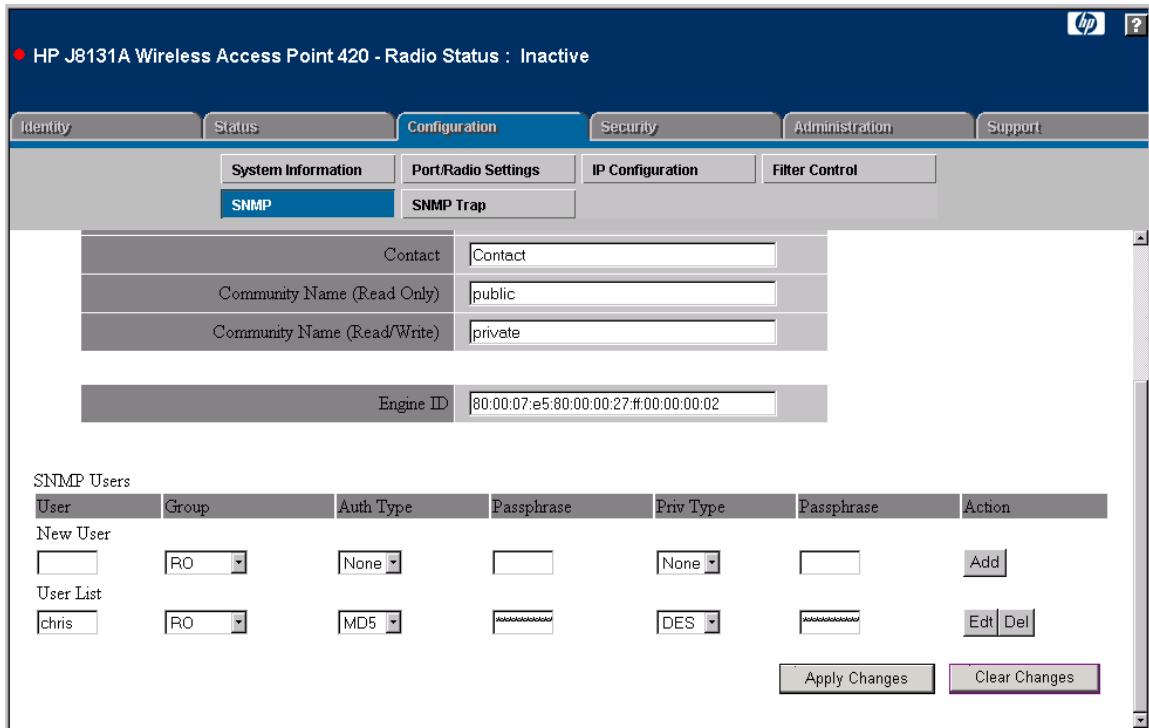 hp ?
HP J8131A Wireless Access Point 420 - Radio Status : Inactive
Identity Status Configuration Security Administration Support
System Information Port/Radio Settings IP Configuration Filter Control
SNMP SNMP Trap
Contact Contact
Community Name (Read Only) public
Community Name (Read/Write) private
Engine ID 80:00:07:e5:80:00:00:27:ff:00:00:00:02
SNMP Users
User Group Auth Type Passphrase Priv Type Passphrase Action
New User
RO None None Add
User List
chris RO MD5 ********** DES ********** Edt Del
Apply Changes Clear Changes